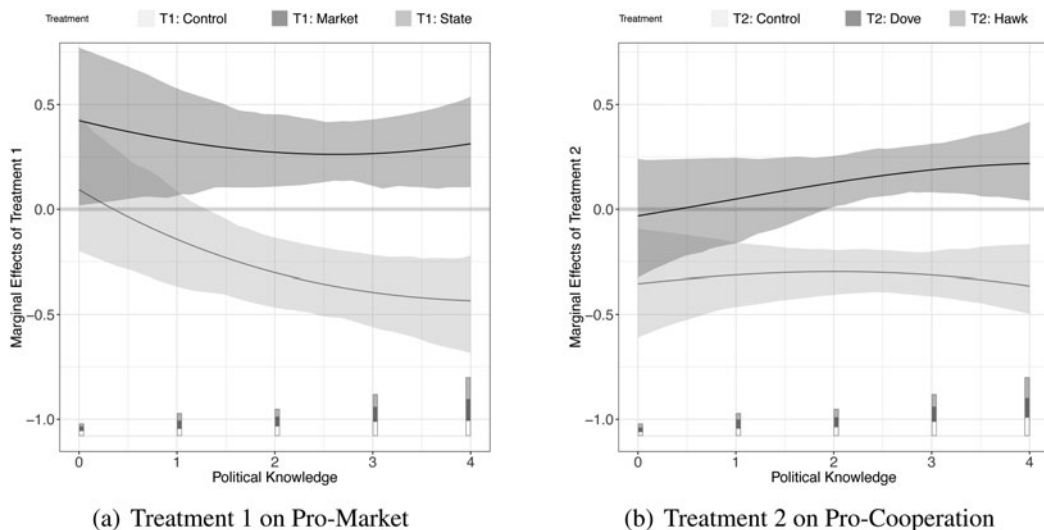 Treatment T1: Control T1: Market T1: State
Marginal Effects of Treatment 1
0.5
0.0
−0.5
−1.0
0 1 2 3 4
Political Knowledge
(a) Treatment 1 on Pro-Market
Treatment T2: Control T2: Dove T2: Hawk
Marginal Effects of Treatment 2
0.5
0.0
−0.5
−1.0
0 1 2 3 4
Political Knowledge
(b) Treatment 2 on Pro-Cooperation